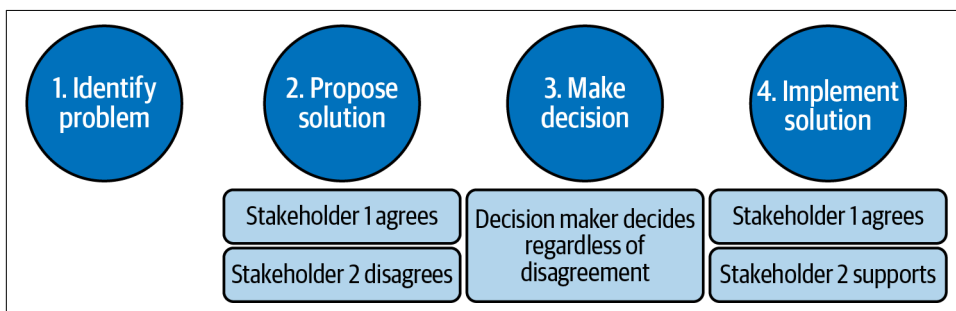 1. Identify
problem
2. Propose
solution
3. Make
decision
4. Implement
solution
Stakeholder 1 agrees
Stakeholder 2 disagrees
Decision maker decides
regardless of
disagreement
Stakeholder 1 agrees
Stakeholder 2 supports